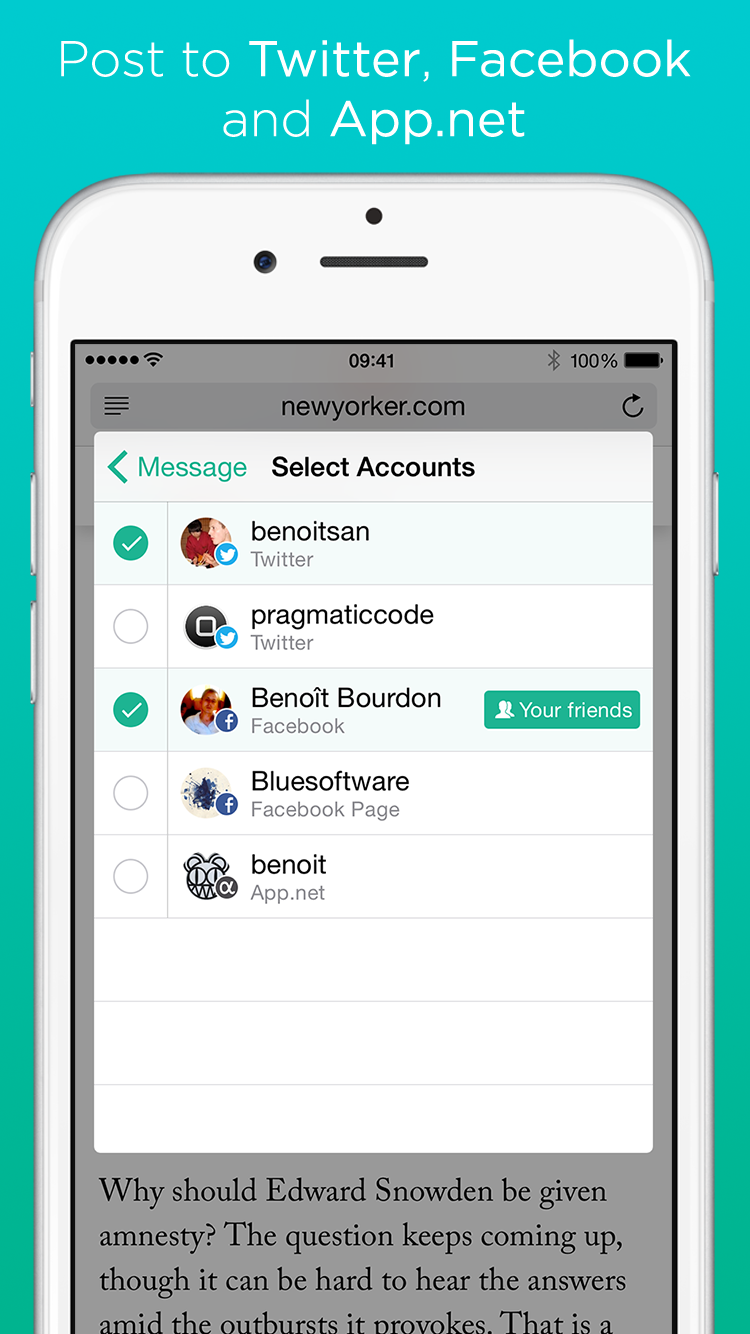 Post to Twitter, Facebook
and App.net
09:41
100%
newyorker.com
Message
Select Accounts
benoitsan
Twitter
pragmaticcode
Twitter
Benoît Bourdon
Facebook
Your friends
Bluesoftware
Facebook Page
benoit
App.net
Why should Edward Snowden be given
amnesty? The question keeps coming up,
though it can be hard to hear the answers
amid the outbursts it provokes. That is a